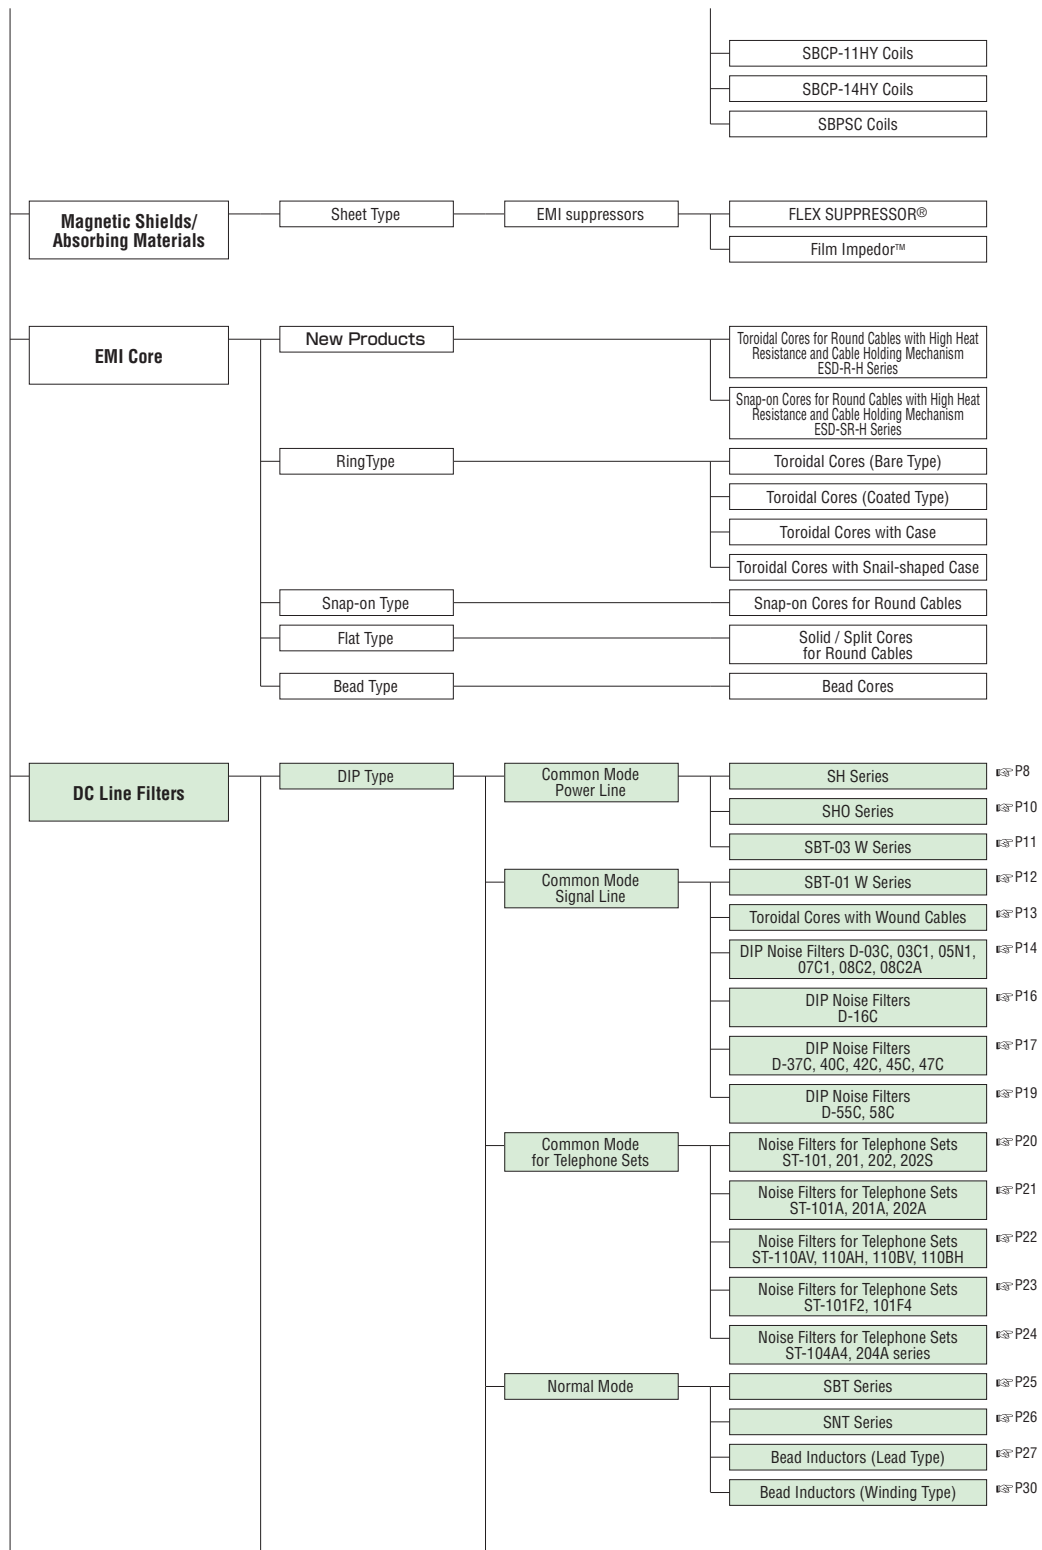 SBCP-11HY Coils
SBCP-14HY Coils
SBPSC Coils
Magnetic Shields/
Absorbing Materials
Sheet Type
EMI suppressors
FLEX SUPPRESSOR®
Film Impedor™
EMI Core
New Products
Toroidal Cores for Round Cables with High Heat
Resistance and Cable Holding Mechanism
ESD-R-H Series
Snap-on Cores for Round Cables with High Heat
Resistance and Cable Holding Mechanism
ESD-SR-H Series
RingType
Toroidal Cores (Bare Type)
Toroidal Cores (Coated Type)
Toroidal Cores with Case
Toroidal Cores with Snail-shaped Case
Snap-on Type
Snap-on Cores for Round Cables
Flat Type
Solid / Split Cores
for Round Cables
Bead Type
Bead Cores
DC Line Filters
DIP Type
Common Mode
Power Line
SH Series
☞P8
SHO Series
☞P10
SBT-03 W Series
☞P11
Common Mode
Signal Line
SBT-01 W Series
☞P12
Toroidal Cores with Wound Cables
☞P13
DIP Noise Filters D-03C, 03C1, 05N1,
07C1, 08C2, 08C2A
☞P14
DIP Noise Filters
D-16C
☞P16
DIP Noise Filters
D-37C, 40C, 42C, 45C, 47C
☞P17
DIP Noise Filters
D-55C, 58C
☞P19
Common Mode
for Telephone Sets
Noise Filters for Telephone Sets
ST-101, 201, 202, 202S
☞P20
Noise Filters for Telephone Sets
ST-101A, 201A, 202A
☞P21
Noise Filters for Telephone Sets
ST-110AV, 110AH, 110BV, 110BH
☞P22
Noise Filters for Telephone Sets
ST-101F2, 101F4
☞P23
Noise Filters for Telephone Sets
ST-104A4, 204A series
☞P24
Normal Mode
SBT Series
☞P25
SNT Series
☞P26
Bead Inductors (Lead Type)
☞P27
Bead Inductors (Winding Type)
☞P30